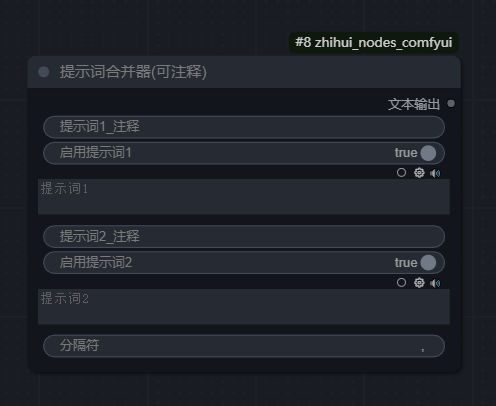 #8 zhihui_nodes_comfyui
提示词合并器(可注释)
文本输出
提示词1_注释
启用提示词1 true
提示词1
提示词2_注释
启用提示词2 true
提示词2
分隔符 ,